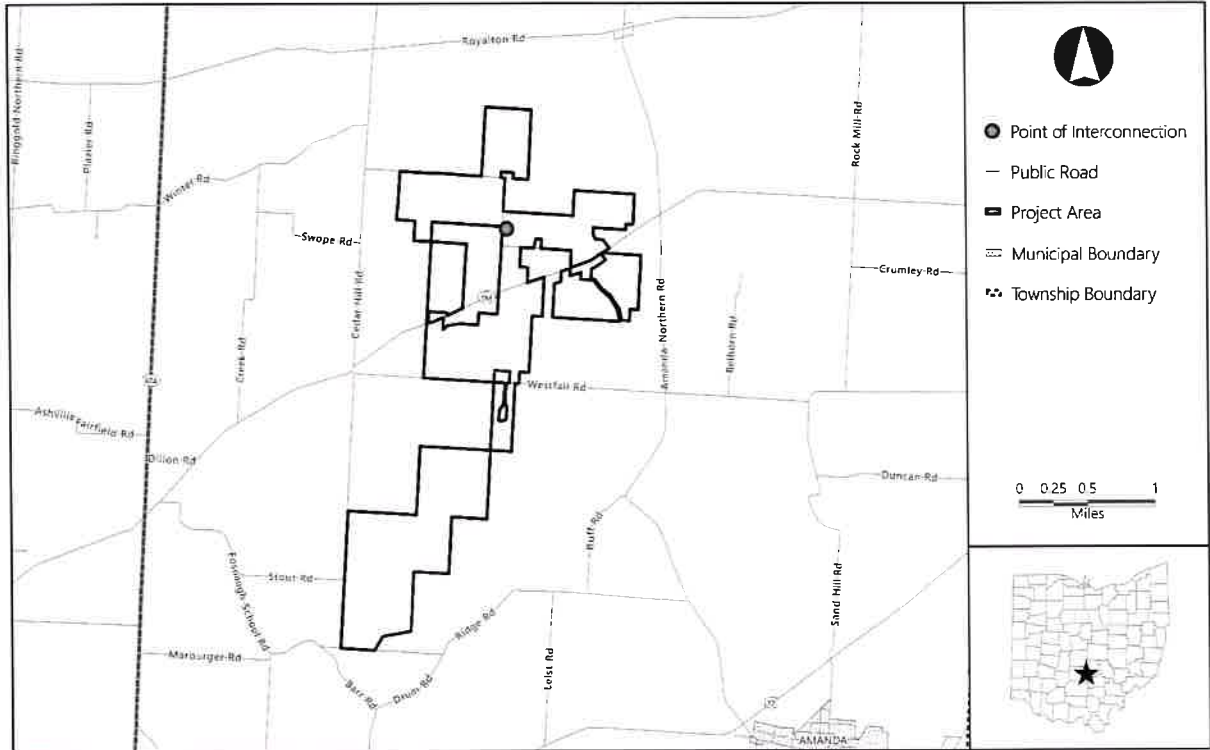 Royalton Rd
Ringgold-Northern-Rd
Plazier Rd
Rock Mill-Rd
Winter Rd
Swope Rd
Cedar-Hill-Rd
Amanda-Northern Rd
Crumley-Rd
Creek-Rd
Belhorn-Rd
Westfall Rd
Ashville
Fairfield Rd
Dillon-Rd
Duncan-Rd
Ruff-Rd
Fosnaugh School-Rd
Stout Rd
Sand Hill Rd
Ridge Rd
Leist Rd
Marburger-Rd
Barr-Rd
Drum Rd
22
AMANDA
Point of Interconnection
Public Road
Project Area
Municipal Boundary
Township Boundary
0 0.25 0.5 1
Miles